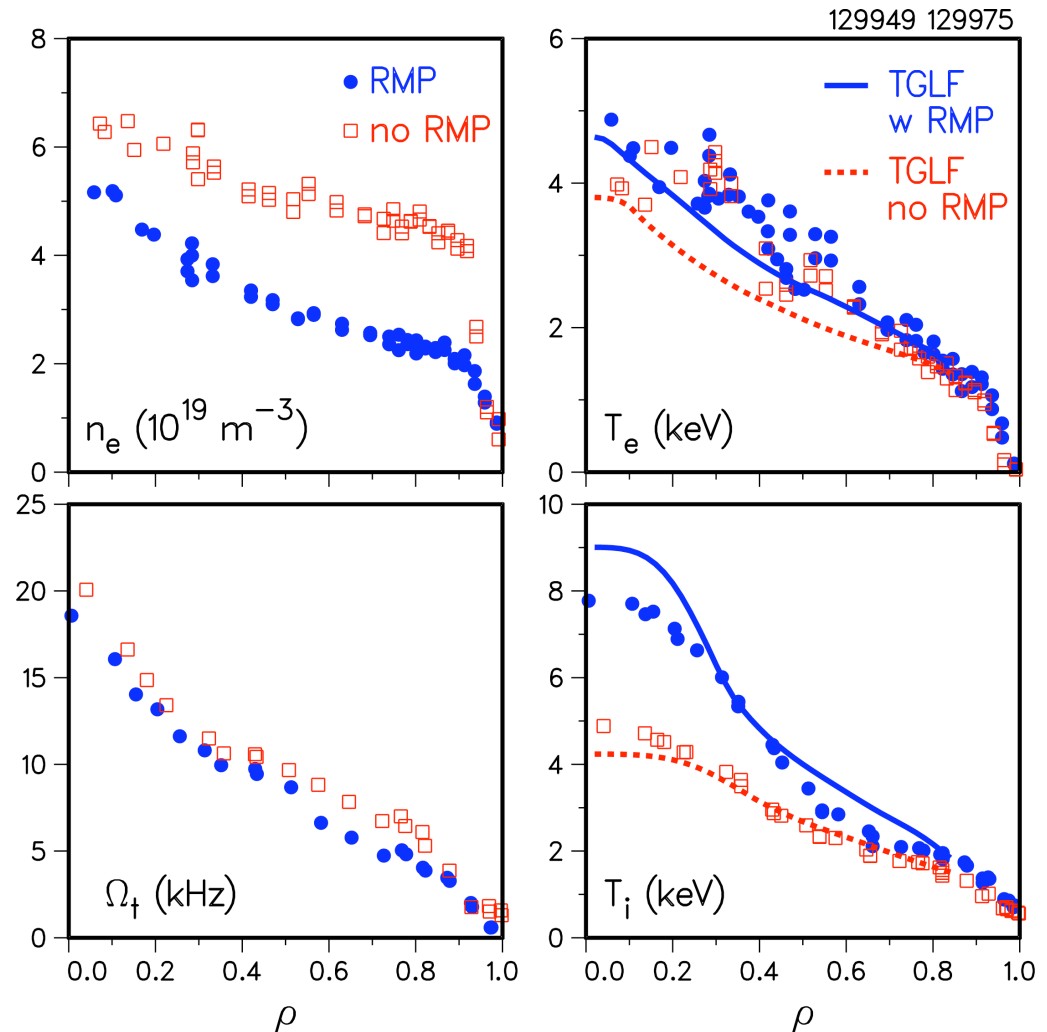 129949 129975
8
6
4
2
0
RMP
no RMP
n_e (10^19 m^−3)
6
4
2
0
TGLF
w RMP
TGLF
no RMP
T_e (keV)
25
20
15
10
5
0
Ω_t (kHz)
0.0 0.2 0.4 0.6 0.8 1.0
ρ
10
8
6
4
2
0
T_i (keV)
0.0 0.2 0.4 0.6 0.8 1.0
ρ